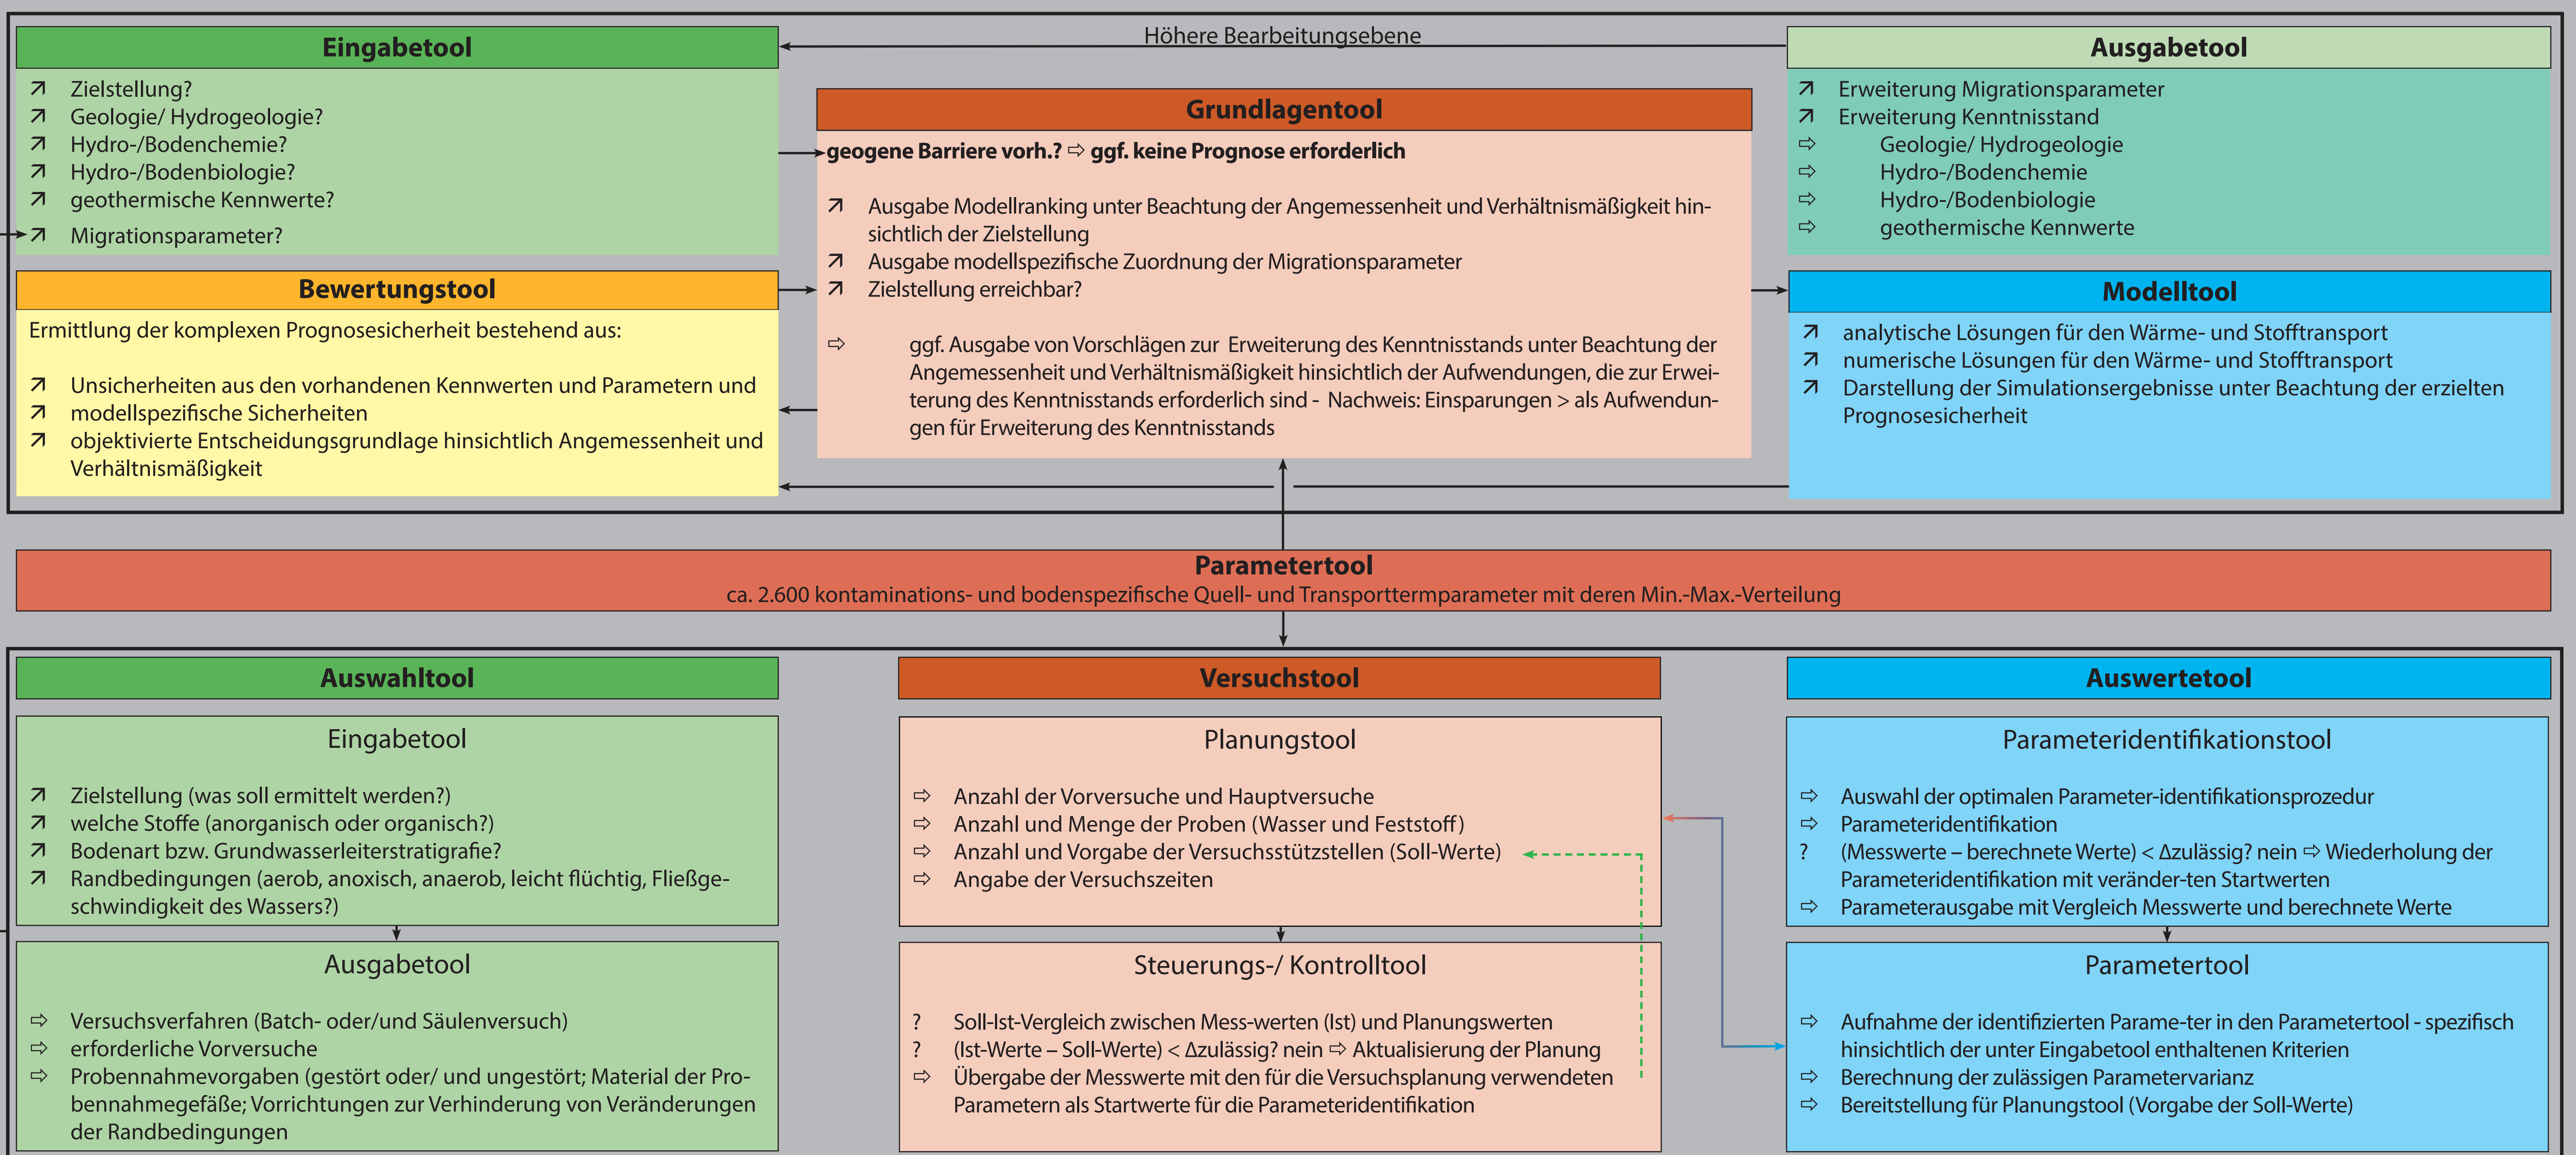 Höhere Bearbeitungsebene
Eingabetool
Zielstellung?
Geologie/ Hydrogeologie?
Hydro-/Bodenchemie?
Hydro-/Bodenbiologie?
geothermische Kennwerte?
Migrationsparameter?
Bewertungstool
Ermittlung der komplexen Prognosesicherheit bestehend aus:
Unsicherheiten aus den vorhandenen Kennwerten und Parametern und
modellspezifische Sicherheiten
objektivierte Entscheidungsgrundlage hinsichtlich Angemessenheit und
Verhältnismäßigkeit
Grundlagentool
geogene Barriere vorh.? ⇨ ggf. keine Prognose erforderlich
Ausgabe Modellranking unter Beachtung der Angemessenheit und Verhältnismäßigkeit hin-
sichtlich der Zielstellung
Ausgabe modellspezifische Zuordnung der Migrationsparameter
Zielstellung erreichbar?
ggf. Ausgabe von Vorschlägen zur Erweiterung des Kenntnisstands unter Beachtung der
Angemessenheit und Verhältnismäßigkeit hinsichtlich der Aufwendungen, die zur Erwei-
terung des Kenntnisstands erforderlich sind - Nachweis: Einsparungen > als Aufwendun-
gen für Erweiterung des Kenntnisstands
Ausgabetool
Erweiterung Migrationsparameter
Erweiterung Kenntnisstand
Geologie/ Hydrogeologie
Hydro-/Bodenchemie
Hydro-/Bodenbiologie
geothermische Kennwerte
Modelltool
analytische Lösungen für den Wärme- und Stofftransport
numerische Lösungen für den Wärme- und Stofftransport
Darstellung der Simulationsergebnisse unter Beachtung der erzielten
Prognosesicherheit
Parametertool
ca. 2.600 kontaminations- und bodenspezifische Quell- und Transporttermparameter mit deren Min.-Max.-Verteilung
Auswahltool
Eingabetool
Zielstellung (was soll ermittelt werden?)
welche Stoffe (anorganisch oder organisch?)
Bodenart bzw. Grundwasserleiterstratigrafie?
Randbedingungen (aerob, anoxisch, anaerob, leicht flüchtig, Fließge-
schwindigkeit des Wassers?)
Ausgabetool
Versuchsverfahren (Batch- oder/und Säulenversuch)
erforderliche Vorversuche
Probennahmevorgaben (gestört oder/ und ungestört; Material der Pro-
bennahmegefäße; Vorrichtungen zur Verhinderung von Veränderungen
der Randbedingungen
Versuchstool
Planungstool
Anzahl der Vorversuche und Hauptversuche
Anzahl und Menge der Proben (Wasser und Feststoff)
Anzahl und Vorgabe der Versuchsstützstellen (Soll-Werte)
Angabe der Versuchszeiten
Steuerungs-/ Kontrolltool
? Soll-Ist-Vergleich zwischen Mess-werten (Ist) und Planungswerten
? (Ist-Werte – Soll-Werte) < Δzulässig? nein ⇨ Aktualisierung der Planung
Übergabe der Messwerte mit den für die Versuchsplanung verwendeten
Parametern als Startwerte für die Parameteridentifikation
Auswertetool
Parameteridentifikationstool
Auswahl der optimalen Parameter-identifikationsprozedur
Parameteridentifikation
? (Messwerte – berechnete Werte) < Δzulässig? nein ⇨ Wiederholung der
Parameteridentifikation mit veränder-ten Startwerten
Parameterausgabe mit Vergleich Messwerte und berechnete Werte
Parametertool
Aufnahme der identifizierten Parame-ter in den Parametertool - spezifisch
hinsichtlich der unter Eingabetool enthaltenen Kriterien
Berechnung der zulässigen Parametervarianz
Bereitstellung für Planungstool (Vorgabe der Soll-Werte)